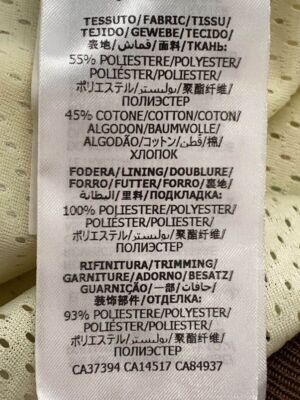 TESSUTO/FABRIC/TISSU/
TEJIDO/GEWEBE/TECIDO/
表地/قماش/面料/ТКАНЬ:
55% POLIESTERE/POLYESTER/
POLIÉSTER/POLIESTER/
ポリエステル/بوليستر/聚酯纤维/
ПОЛИЭСТЕР
45% COTONE/COTTON/COTON/
ALGODON/BAUMWOLLE/
ALGODÃO/コットン/قطن/棉/
ХЛОПОК
FODERA/LINING/DOUBLURE/
FORRO/FUTTER/FORRO/裏地/
البطانة/里料/ПОДКЛАДКА:
100% POLIESTERE/POLYESTER/
POLIÉSTER/POLIESTER/
ポリエステル/بوليستر/聚酯纤维/
ПОЛИЭСТЕР
RIFINITURA/TRIMMING/
GARNITURE/ADORNO/BESATZ/
GUARNIÇÃO/一部/حافات/
装饰部件/ОТДЕЛКА:
93% POLIESTERE/POLYESTER/
POLIÉSTER/POLIESTER/
ポリエステル/بوليستر/聚酯纤维/
ПОЛИЭСТЕР
CA37394 CA14517 CA84937